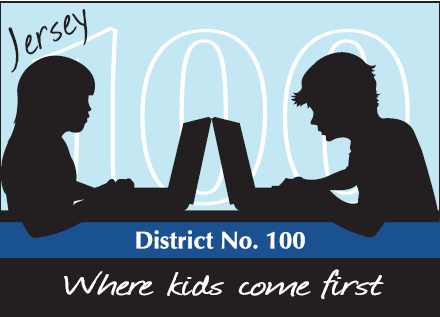 Jersey
100
District No. 100
Where kids come first